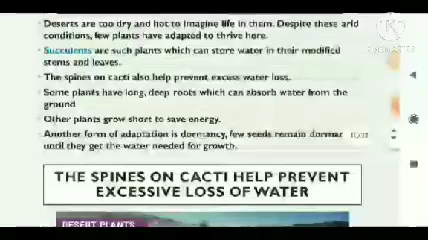 Deserts are too dry and hot to imagine life in them. Despite these arid
conditions, few plants have adapted to thrive here.
Succulents are such plants which can store water in their modified
stems and leaves.
The spines on cacti also help prevent excess water loss.
Some plants have long, deep roots which can absorb water from the
ground
Other plants grow short to save energy.
Another form of adaptation is dormancy, few seeds remain dormant
until they get the water needed for growth.
THE SPINES ON CACTI HELP PREVENT
EXCESSIVE LOSS OF WATER
DESERT PLANTS